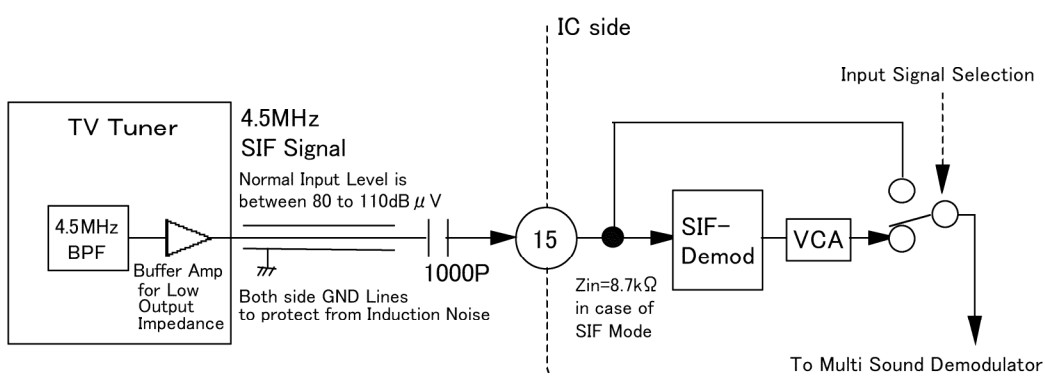 IC side
Input Signal Selection
TV Tuner
4.5MHz
SIF Signal
Normal Input Level is
between 80 to 110dB μV
4.5MHz
BPF
Buffer Amp
for Low
Output
Impedance
1000P
Both side GND Lines
to protect from Induction Noise
15
Zin=8.7kΩ
in case of
SIF Mode
SIF-
Demod
VCA
To Multi Sound Demodulator